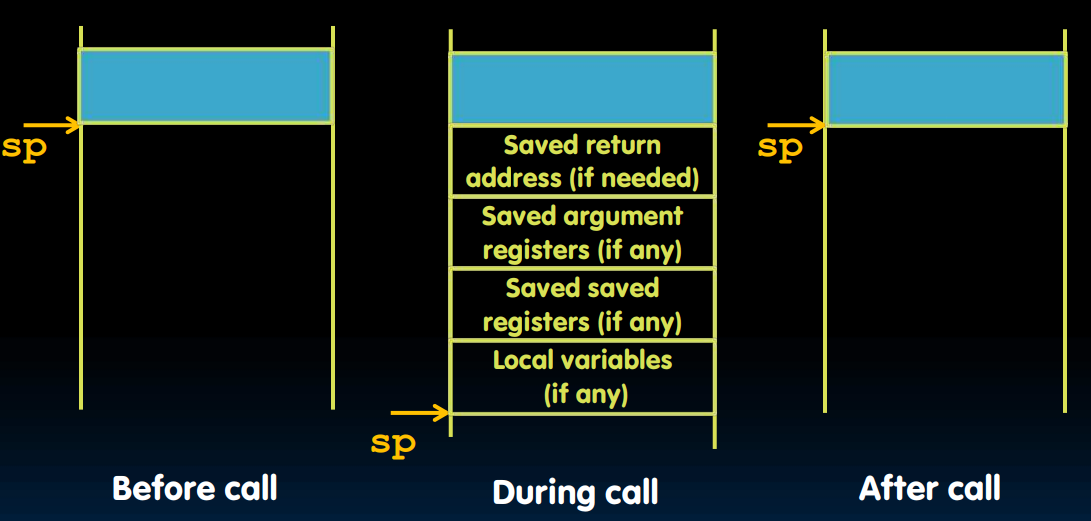 sp
Before call
Saved return
address (if needed)
Saved argument
registers (if any)
Saved saved
registers (if any)
Local variables
(if any)
sp
During call
sp
After call